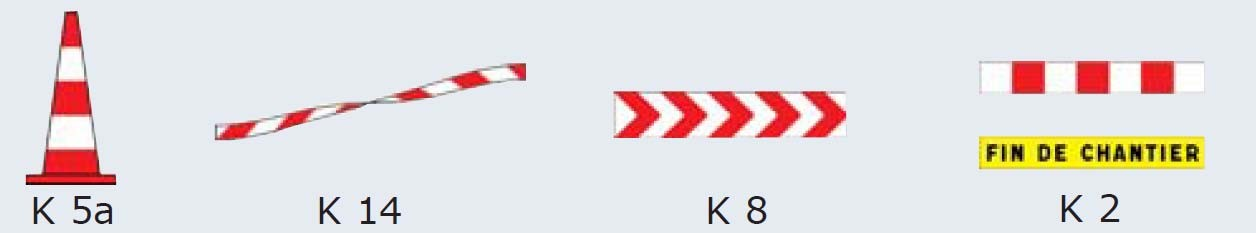 FIN DE CHANTIER
K 5a K 14 K 8 K 2